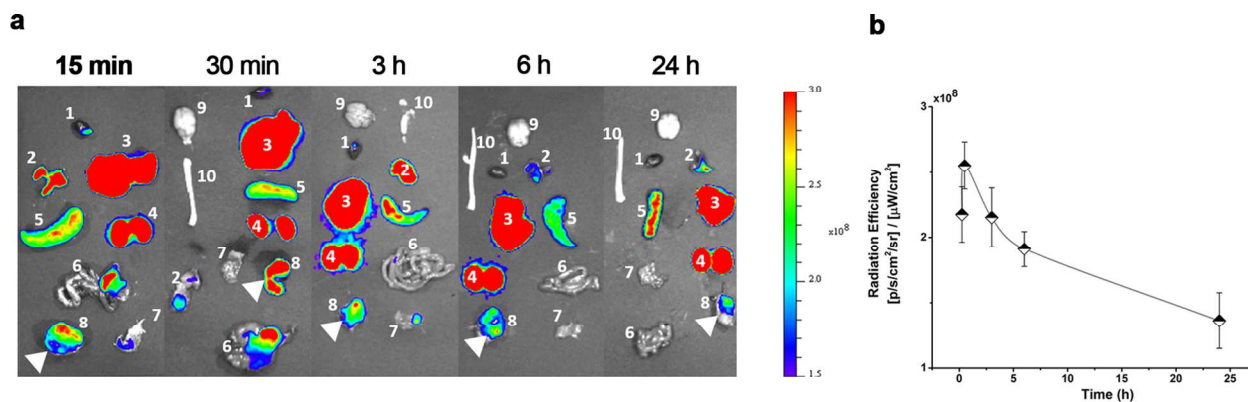 a
b
15 min 30 min 3 h 6 h 24 h
1 3 2 4 5 6 8 7
9 1 3 10 5 4 7 8 2 6
9 10 1 2 3 5 4 6 8 7
9 10 1 2 3 5 4 6 8 7
9 10 1 2 5 3 4 7 8 6
3.0
2.5
x10⁸
2.0
1.5
x10⁸
3
2
1
Radiation Efficiency
[p/s/cm²/sr] / [µW/cm²]
0 5 10 15 20 25
Time (h)